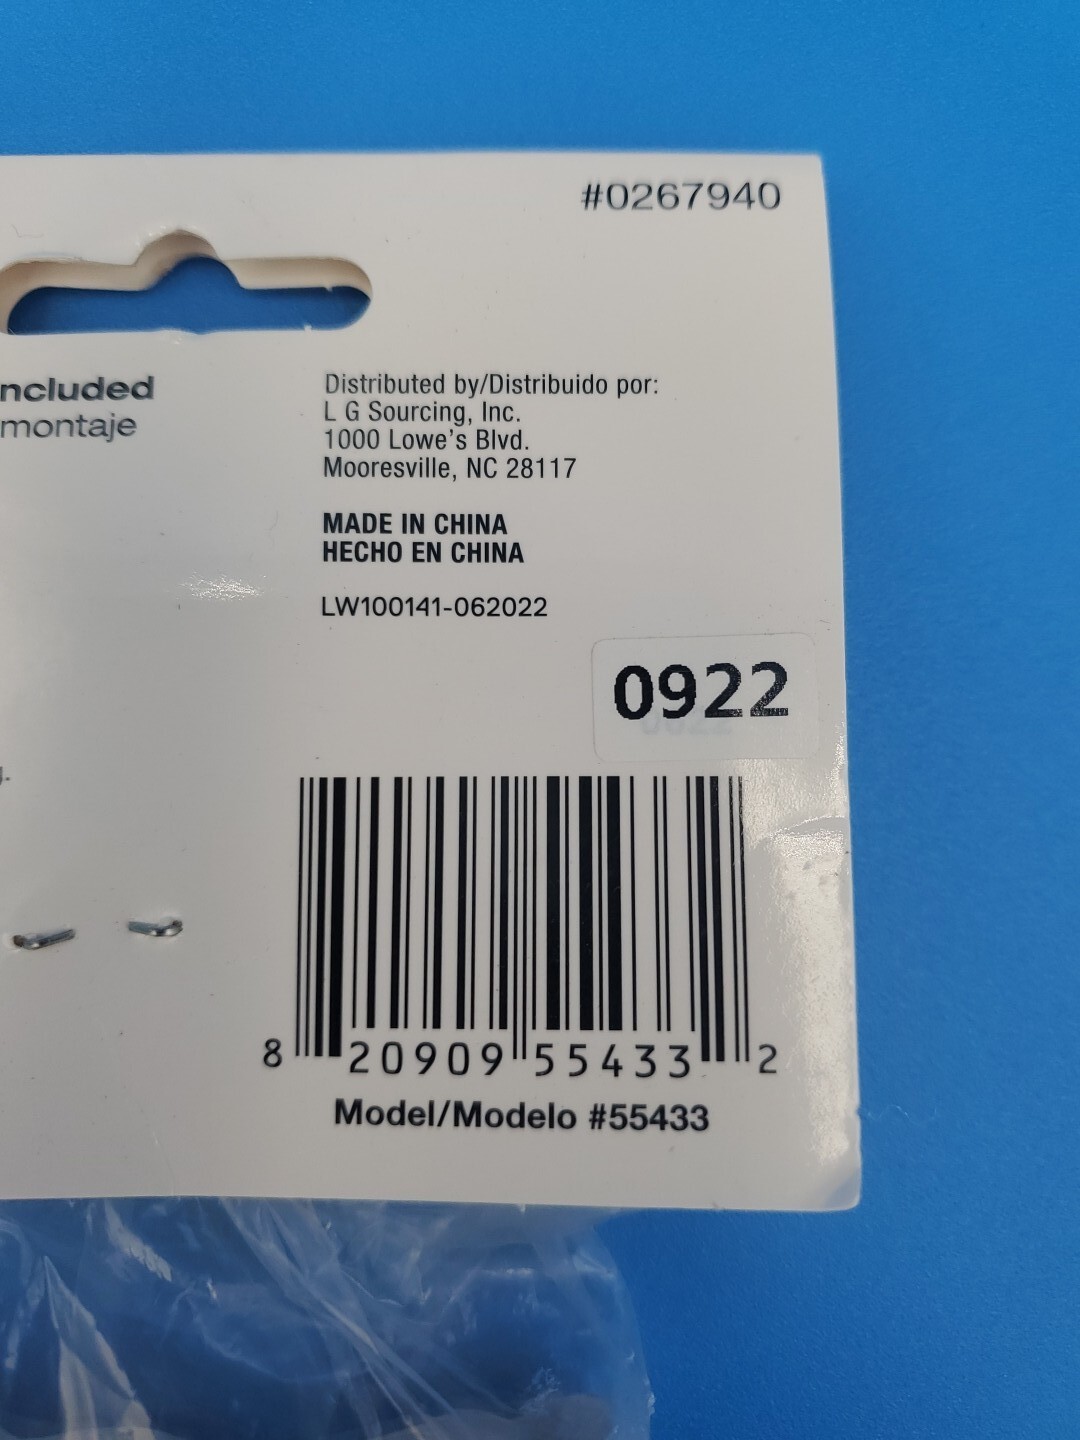 #0267940
ncluded
montaje
Distributed by/Distribuido por:
L G Sourcing, Inc.
1000 Lowe's Blvd.
Mooresville, NC 28117
MADE IN CHINA
HECHO EN CHINA
LW100141-062022
0922
8 20909 55433 2
Model/Modelo #55433